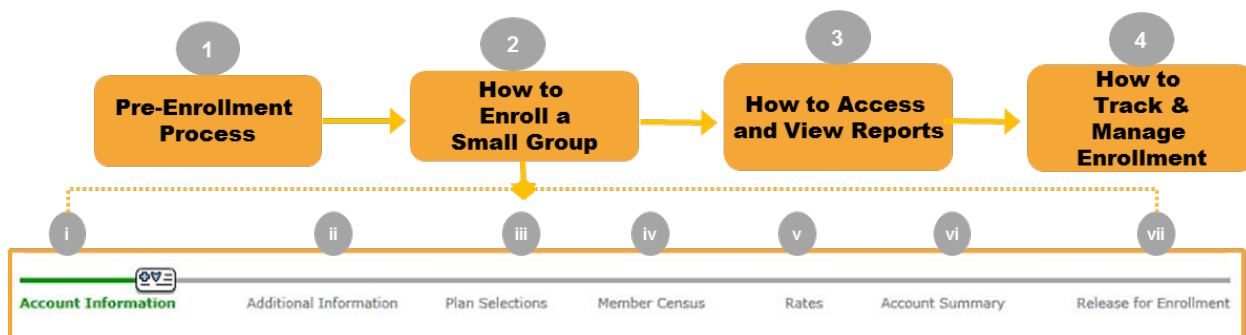 1
2
3
4
Pre-Enrollment
Process
How to
Enroll a
Small Group
How to Access
and View Reports
How to
Track &
Manage
Enrollment
i
ii
iii
iv
v
vi
vii
Account Information
Additional Information
Plan Selections
Member Census
Rates
Account Summary
Release for Enrollment